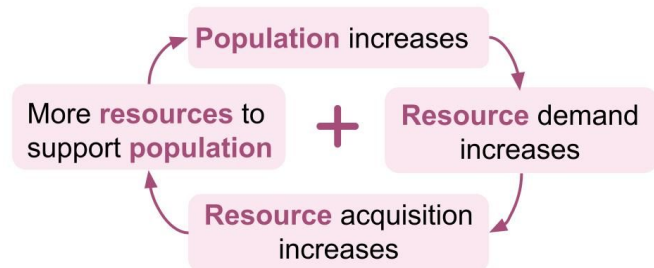 Population increases
More resources to
support population
+
Resource demand
increases
Resource acquisition
increases